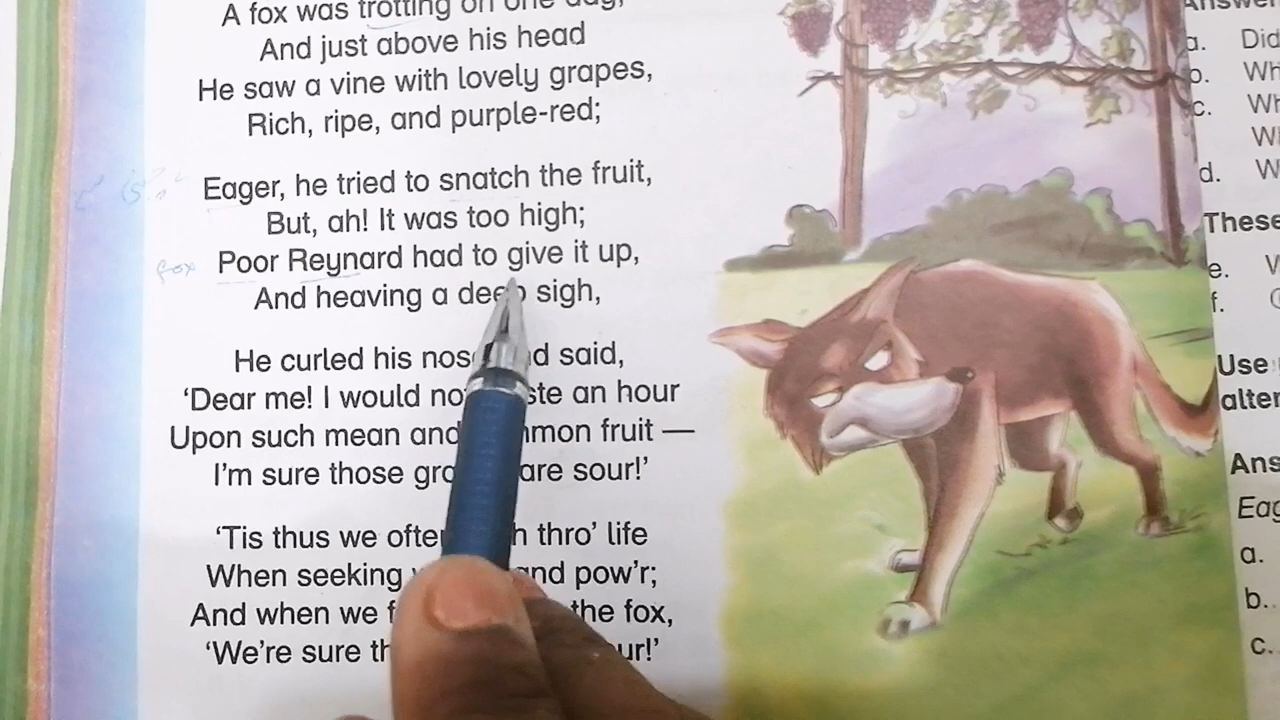 A fox was trotting on one day,
And just above his head
He saw a vine with lovely grapes,
Rich, ripe, and purple-red;
Eager, he tried to snatch the fruit,
But, ah! It was too high;
fox
Poor Reynard had to give it up,
And heaving a deep sigh,
He curled his nose and said,
'Dear me! I would no ste an hour
Upon such mean and mmon fruit —
I'm sure those gra are sour!'
'Tis thus we ofte h thro' life
When seeking and pow'r;
And when we f the fox,
'We're sure th ur!'
Answer
a. Did
b. Wh
c. Wh
d. W
These
e.
f.
Use
alter
Ans
Eag
a.
b.
c.